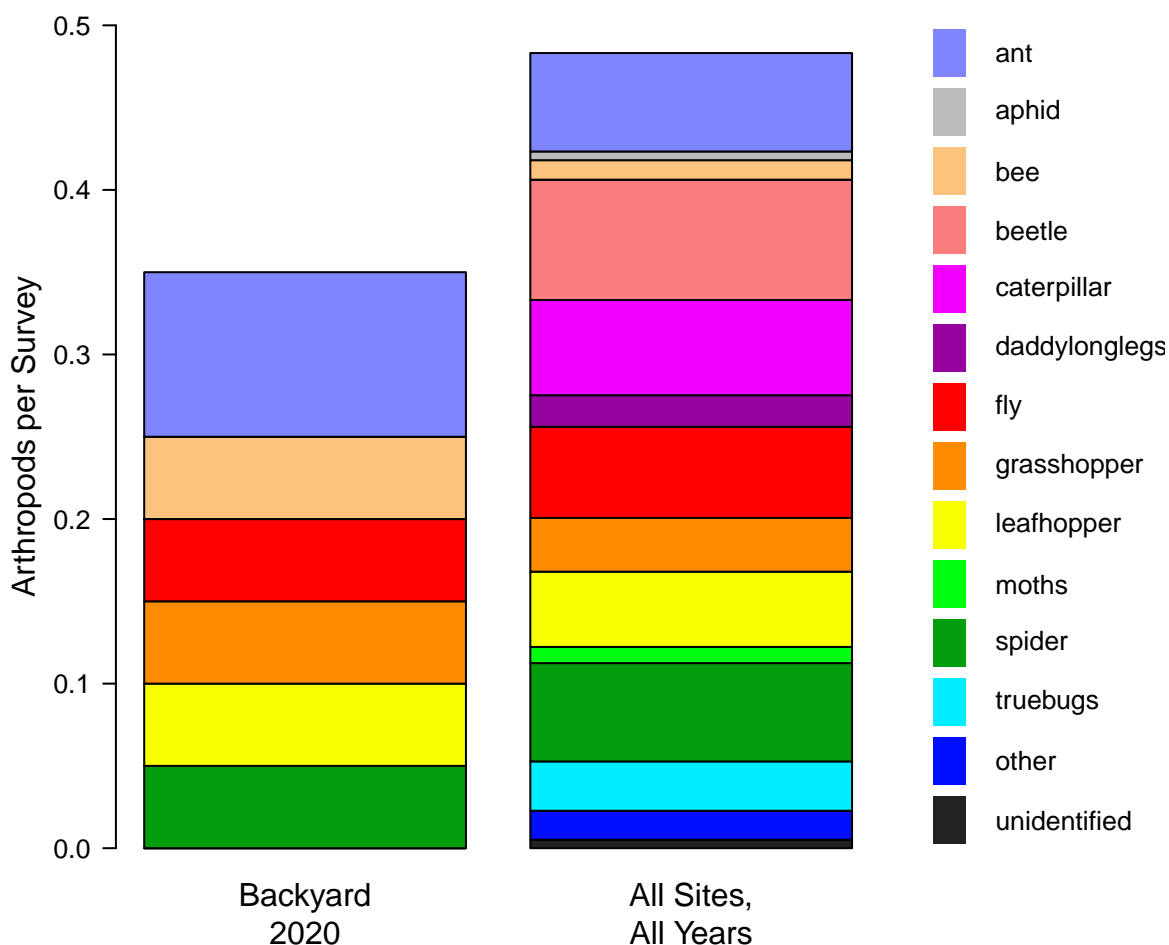 0.5
0.4
0.3
0.2
0.1
0.0
Arthropods per Survey
Backyard
2020
All Sites,
All Years
ant
aphid
bee
beetle
caterpillar
daddylonglegs
fly
grasshopper
leafhopper
moths
spider
truebugs
other
unidentified